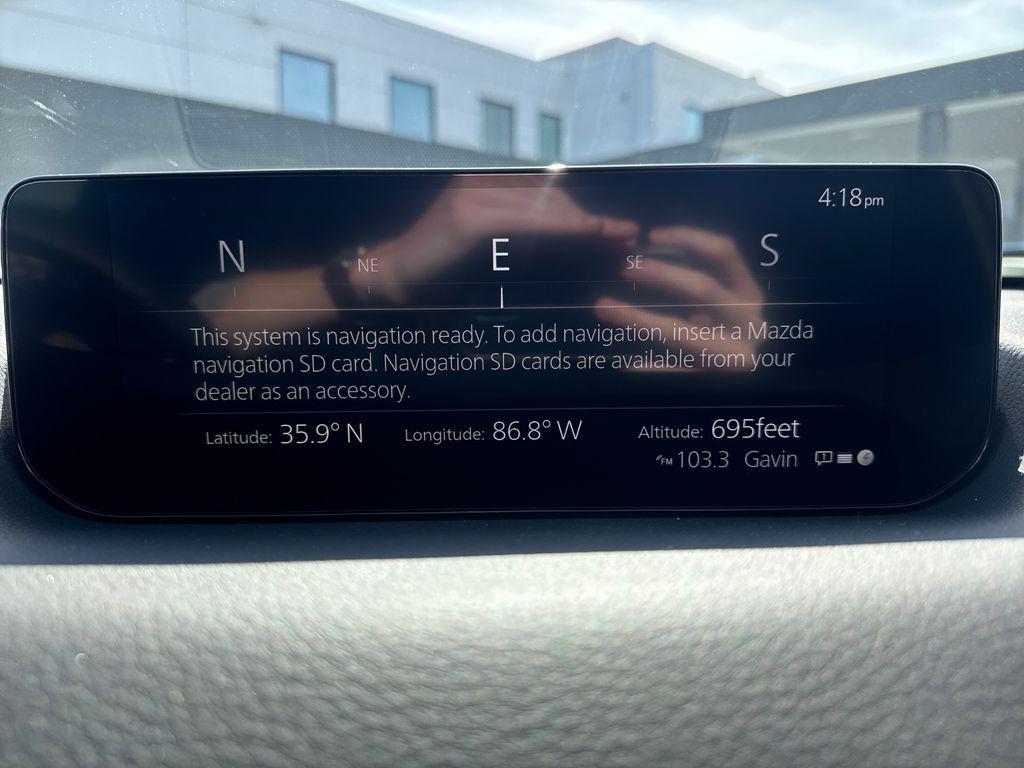 4:18pm
N NE E SE S
This system is navigation ready. To add navigation, insert a Mazda
navigation SD card. Navigation SD cards are available from your
dealer as an accessory.
Latitude: 35.9° N Longitude: 86.8° W Altitude: 695feet
FM 103.3 Gavin